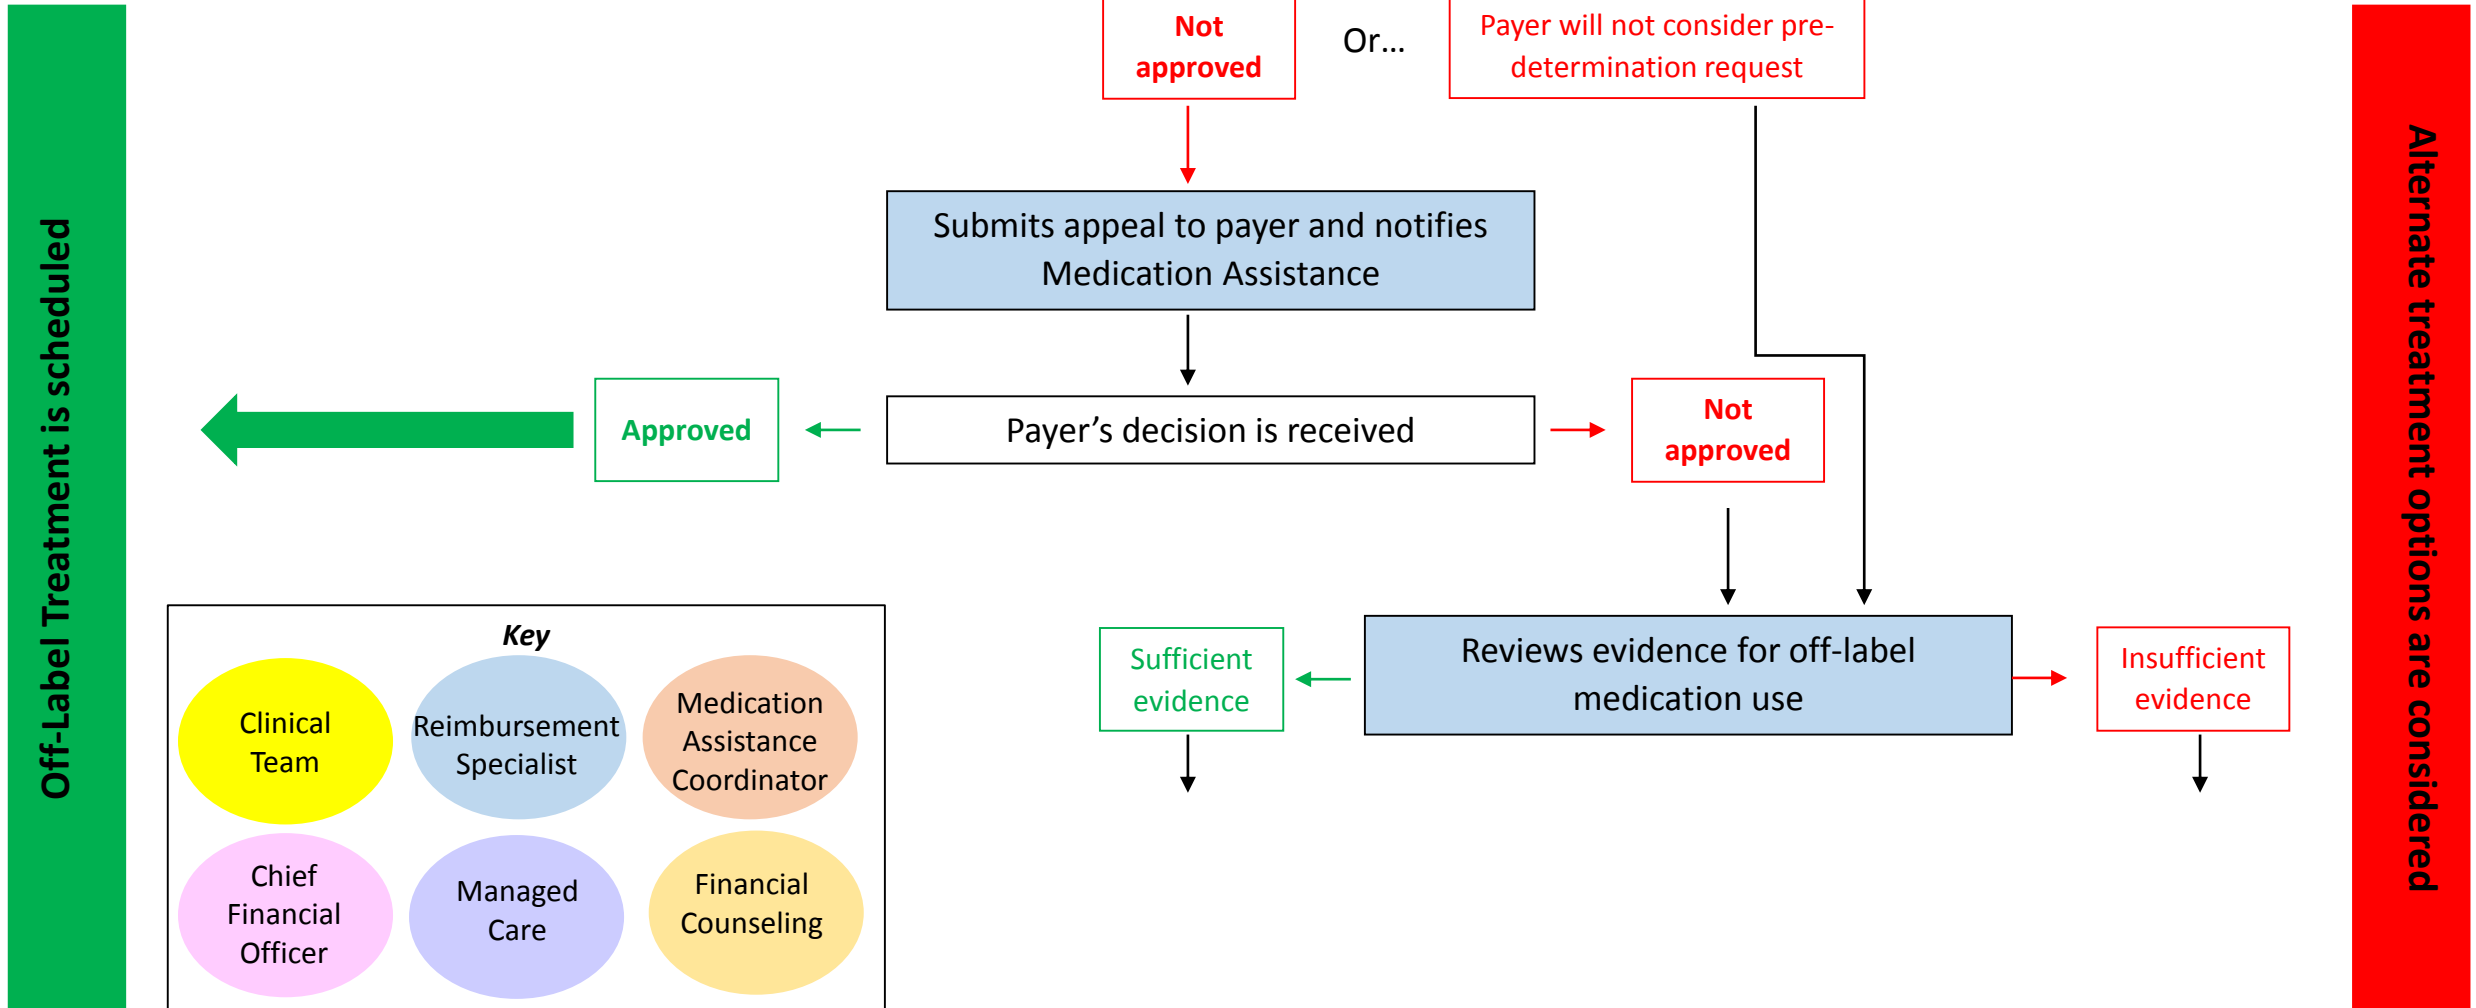 Off-Label Treatment is scheduled
Not
approved
Or...
Payer will not consider pre-
determination request
Submits appeal to payer and notifies
Medication Assistance
Approved
Payer’s decision is received
Not
approved
Sufficient
evidence
Reviews evidence for off-label
medication use
Insufficient
evidence
Key
Clinical
Team
Reimbursement
Specialist
Medication
Assistance
Coordinator
Chief
Financial
Officer
Managed
Care
Financial
Counseling
Alternate treatment options are considered